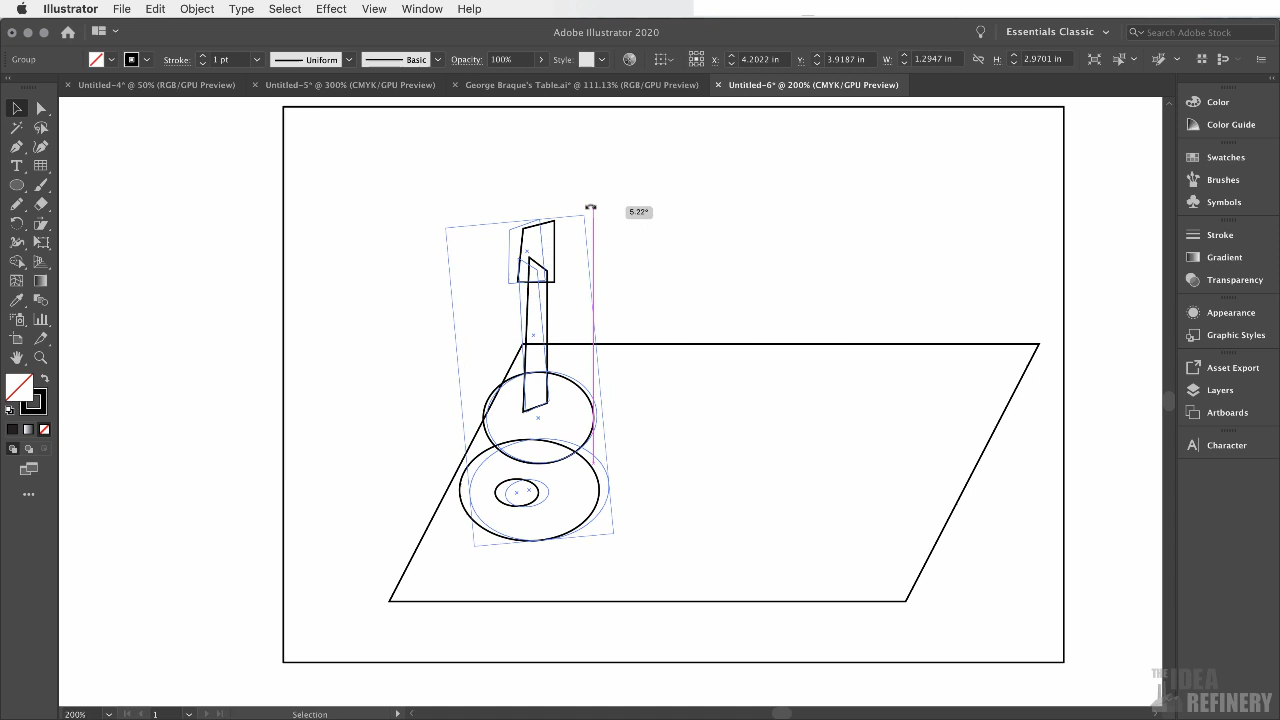 Illustrator File Edit Object Type Select Effect View Window Help
Adobe Illustrator 2020
Essentials Classic
Search Adobe Stock
Group
Stroke: 1 pt Uniform Basic Opacity: 100% Style: X: 4.2022 in Y: 3.9187 in W: 1.2947 in H: 2.9701 in
Untitled-4* @ 50% (RGB/GPU Preview)
Untitled-5* @ 300% (CMYK/GPU Preview)
George Braque's Table.ai* @ 111.13% (RGB/GPU Preview)
Untitled-6* @ 200% (CMYK/GPU Preview)
5.22°
Color
Color Guide
Swatches
Brushes
Symbols
Stroke
Gradient
Transparency
Appearance
Graphic Styles
Asset Export
Layers
Artboards
Character
THE IDEA
REFINERY
200% 1 Selection